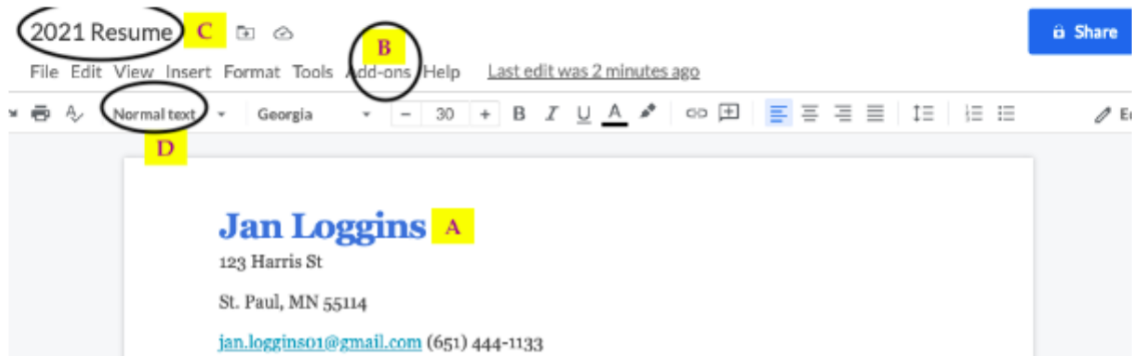 2021 Resume C
Share
B
File Edit View Insert Format Tools Add-ons Help Last edit was 2 minutes ago
Normal text Georgia - 30 + B I U A
D
Jan Loggins A
123 Harris St
St. Paul, MN 55114
jan.loggins01@gmail.com (651) 444-1133